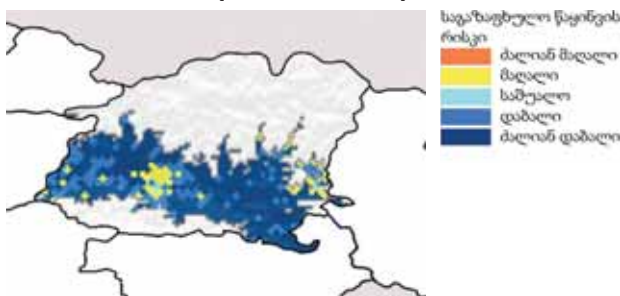 საგაზაფხულო წაყინვის
რისკი
ძალიან მაღალი
მაღალი
საშუალო
დაბალი
ძალიან დაბალი